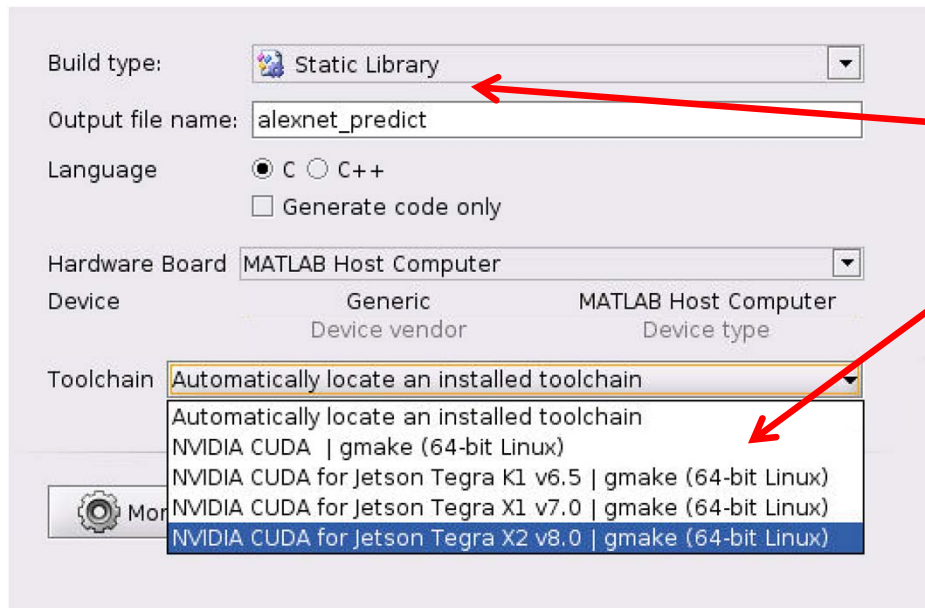 Build type: Static Library
Output file name: alexnet_predict
Language C C++
Generate code only
Hardware Board MATLAB Host Computer
Device Generic MATLAB Host Computer
Device vendor Device type
Toolchain Automatically locate an installed toolchain
Automatically locate an installed toolchain
NVIDIA CUDA | gmake (64-bit Linux)
NVIDIA CUDA for Jetson Tegra K1 v6.5 | gmake (64-bit Linux)
NVIDIA CUDA for Jetson Tegra X1 v7.0 | gmake (64-bit Linux)
NVIDIA CUDA for Jetson Tegra X2 v8.0 | gmake (64-bit Linux)